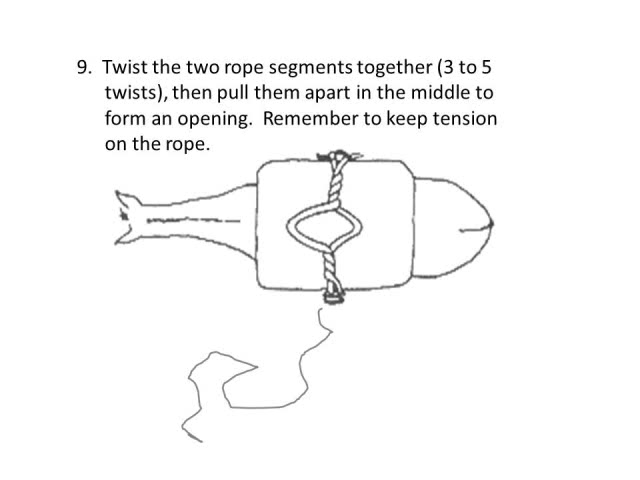 9. Twist the two rope segments together (3 to 5
twists), then pull them apart in the middle to
form an opening. Remember to keep tension
on the rope.